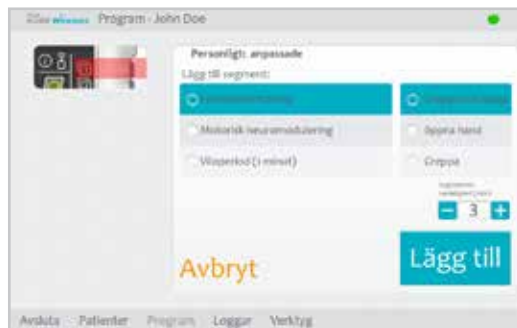 Program - John Doe
Personligt: anpassade
Lägg till segment:
Motorisk neuromodulering
Öppna hand
Viloperiod (1 minut)
Greppa
3
Avbryt
Lägg till
Avsluta Patienter Program Loggar Verktyg